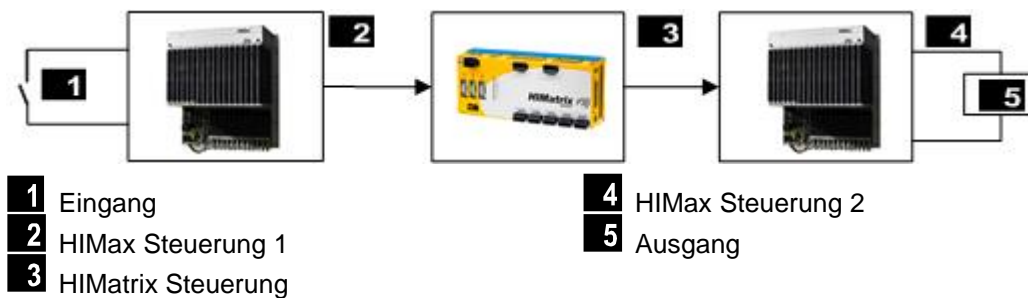 1
2
3
4
5
HIMatrix
1 Eingang
2 HIMax Steuerung 1
3 HIMatrix Steuerung
4 HIMax Steuerung 2
5 Ausgang